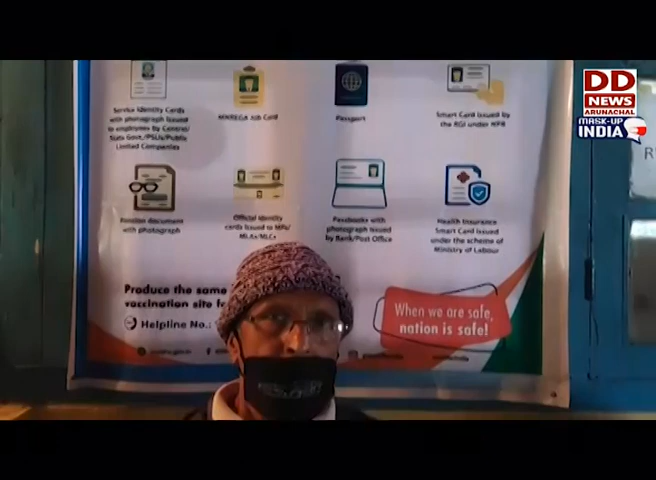 DD
NEWS
ARUNACHAL
MASK-UP
INDIA
Service Identity Cards
with photograph issued
to employees by Central/
State Govt./PSUs/Public
Limited Companies
MNREGA Job Card
Passport
Smart Card issued by
the RGI under NPR
Pension document
with photograph
Official identity
cards issued to MPs/
MLAs/MLCs
Passbooks with
photograph issued
by Bank/Post Office
Health Insurance
Smart Card issued
under the scheme of
Ministry of Labour
Produce the same
vaccination site
Helpline No.:
When we are safe,
nation is safe!